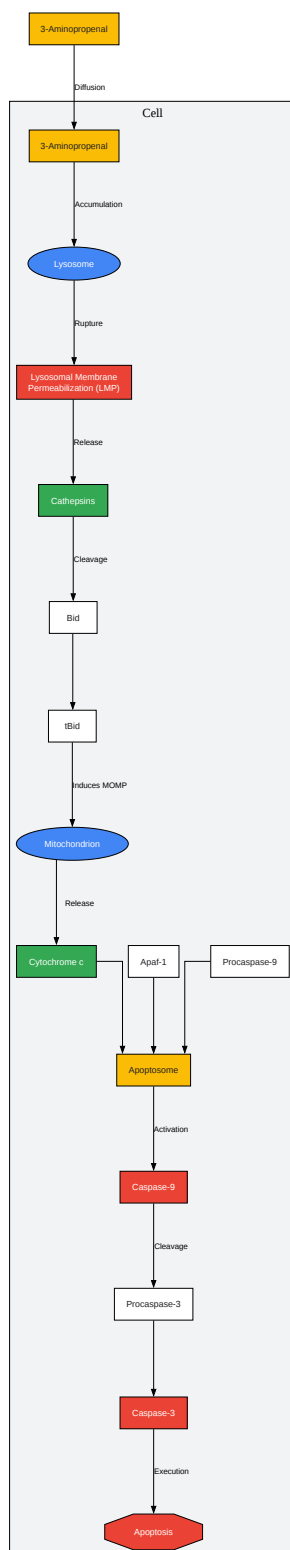 3-Aminopropenal
Diffusion
Cell
3-Aminopropenal
Accumulation
Lysosome
Rupture
Lysosomal Membrane
Permeabilization (LMP)
Release
Cathepsins
Cleavage
Bid
tBid
Induces MOMP
Mitochondrion
Release
Cytochrome c
Apaf-1
Procaspase-9
Apoptosome
Activation
Caspase-9
Cleavage
Procaspase-3
Caspase-3
Execution
Apoptosis